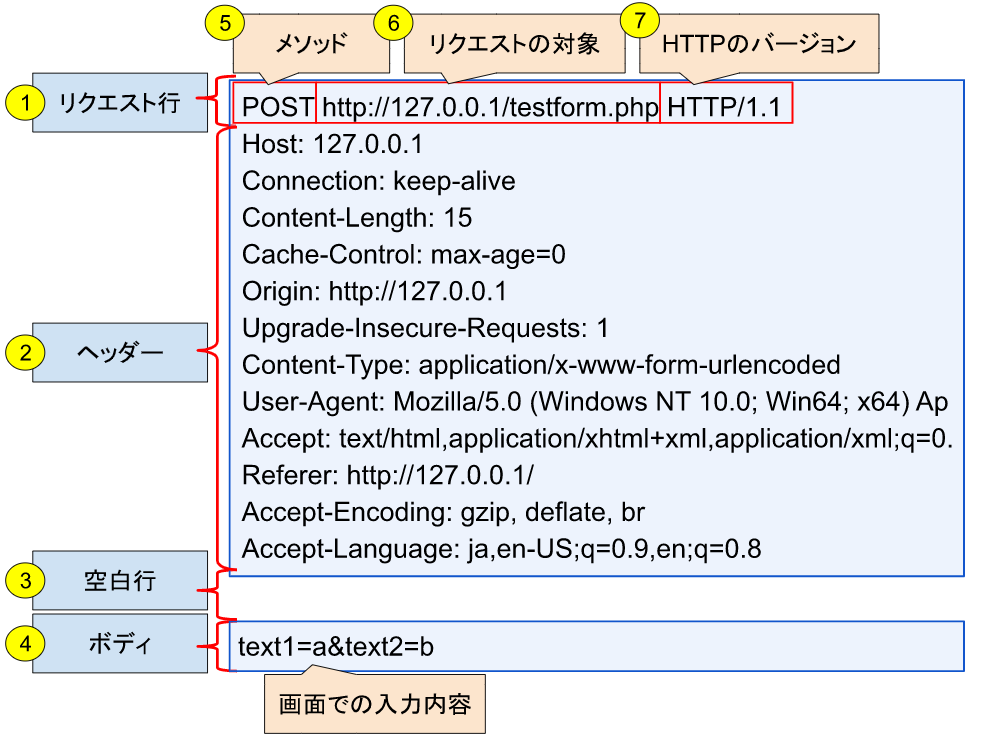 5 メソッド 6 リクエストの対象 7 HTTPのバージョン
1 リクエスト行 POST http://127.0.0.1/testform.php HTTP/1.1
Host: 127.0.0.1
Connection: keep-alive
Content-Length: 15
Cache-Control: max-age=0
Origin: http://127.0.0.1
Upgrade-Insecure-Requests: 1
2 ヘッダー
Content-Type: application/x-www-form-urlencoded
User-Agent: Mozilla/5.0 (Windows NT 10.0; Win64; x64) Ap
Accept: text/html,application/xhtml+xml,application/xml;q=0.
Referer: http://127.0.0.1/
Accept-Encoding: gzip, deflate, br
Accept-Language: ja,en-US;q=0.9,en;q=0.8
3 空白行
4 ボディ text1=a&text2=b
画面での入力内容